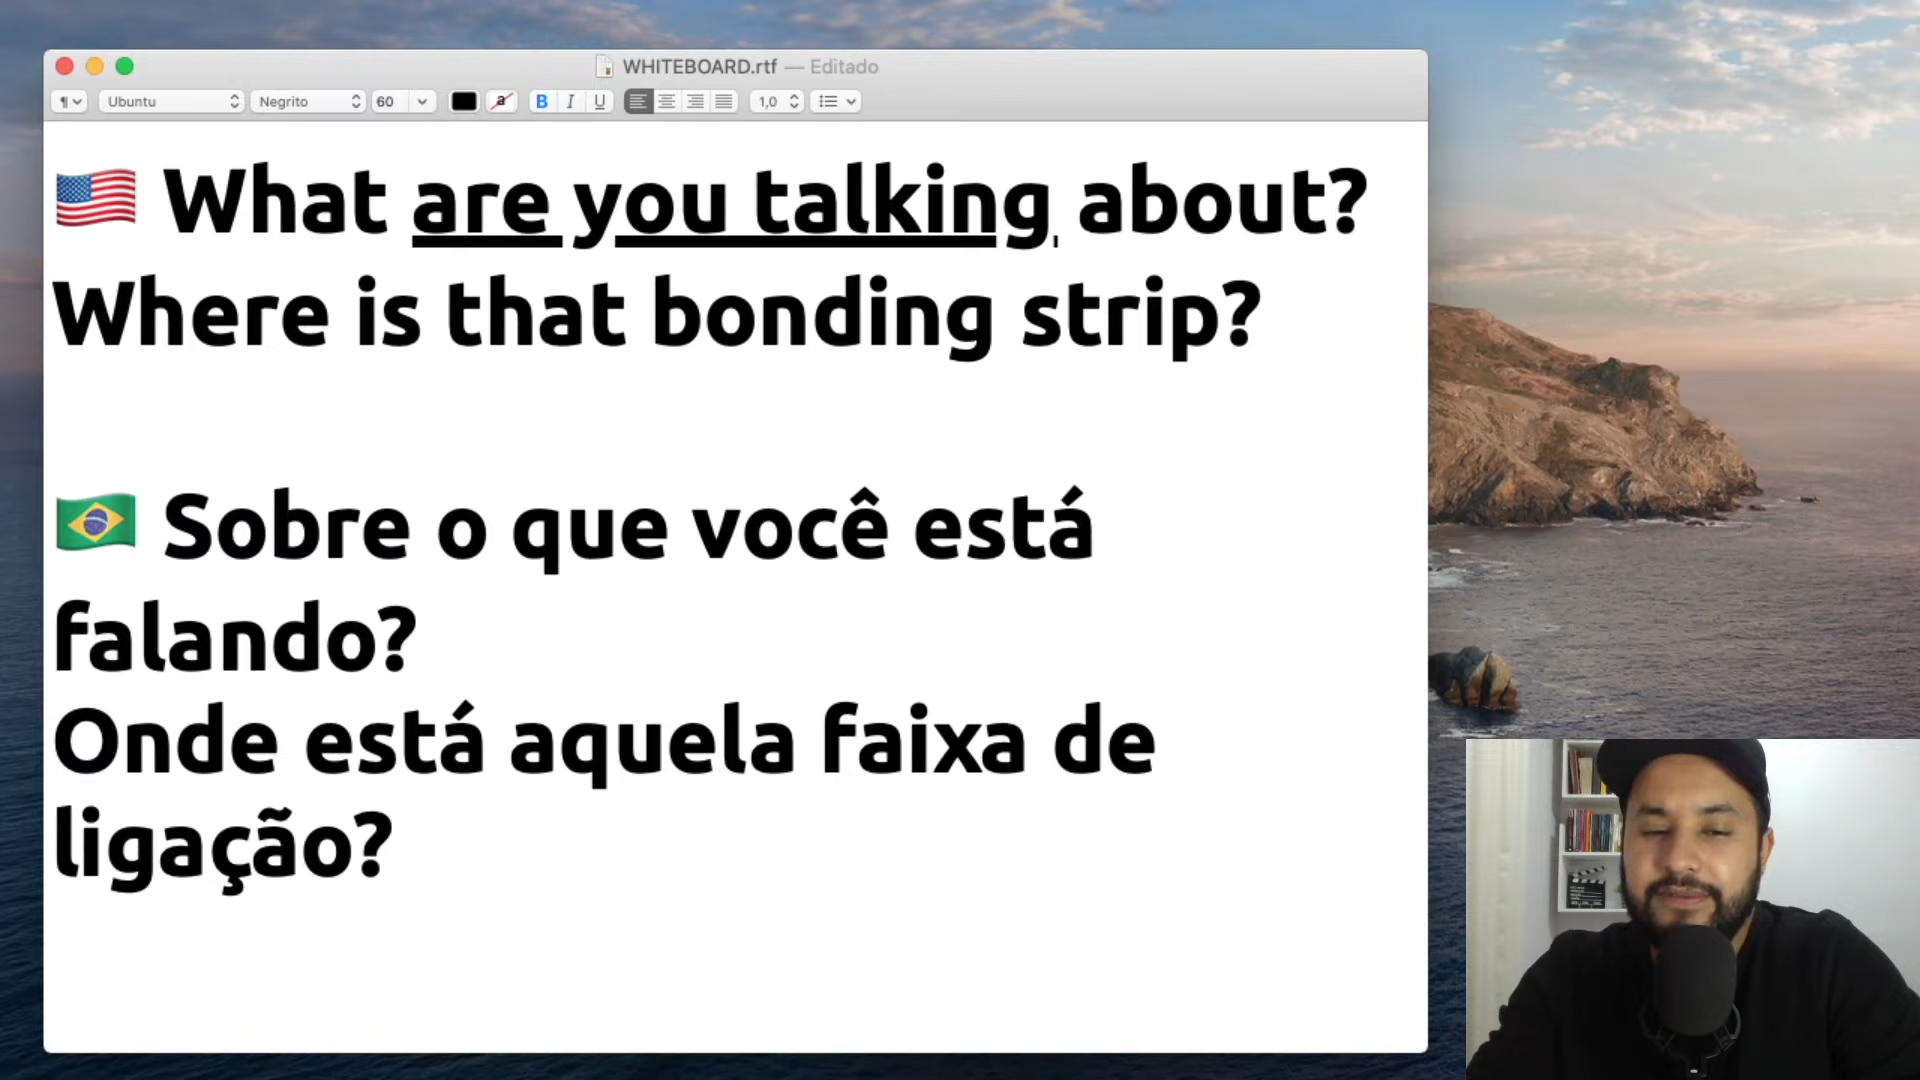 WHITEBOARD.rtf — Editado
¶ Ubuntu Negrito 60 a B I U 1,0
🇺🇸 What are you talking about?
Where is that bonding strip?
🇧🇷 Sobre o que você está
falando?
Onde está aquela faixa de
ligação?